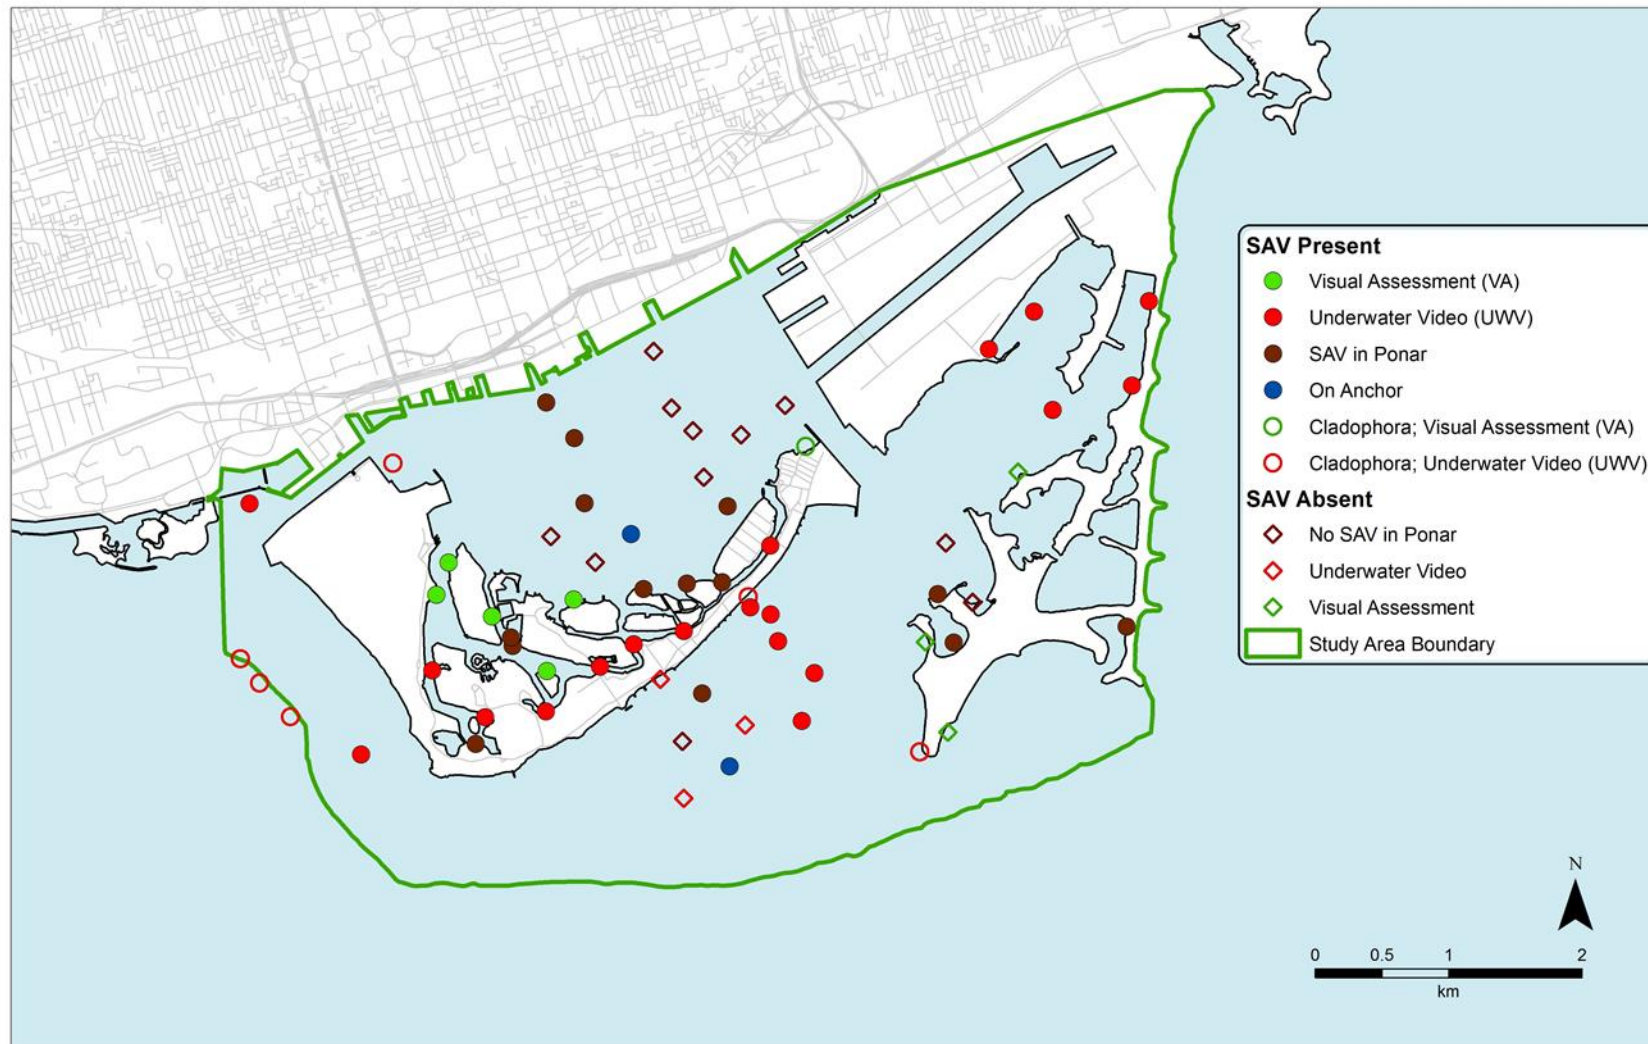 SAV Present
Visual Assessment (VA)
Underwater Video (UWV)
SAV in Ponar
On Anchor
Cladophora; Visual Assessment (VA)
Cladophora; Underwater Video (UWV)
SAV Absent
No SAV in Ponar
Underwater Video
Visual Assessment
Study Area Boundary
N
0 0.5 1 2
km